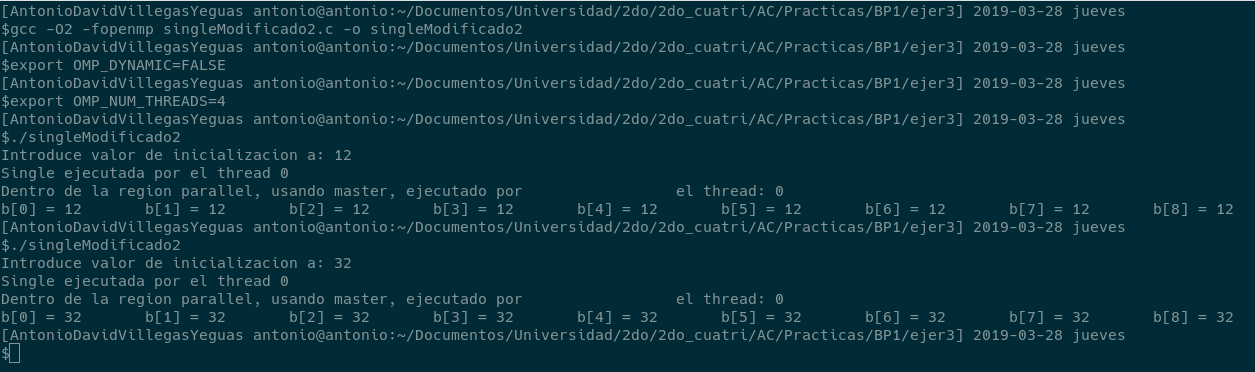 [AntonioDavidVillegasYeguas antonio@antonio:~/Documentos/Universidad/2do/2do_cuatri/AC/Practicas/BP1/ejer3] 2019-03-28 jueves
$gcc -O2 -fopenmp singleModificado2.c -o singleModificado2
[AntonioDavidVillegasYeguas antonio@antonio:~/Documentos/Universidad/2do/2do_cuatri/AC/Practicas/BP1/ejer3] 2019-03-28 jueves
$export OMP_DYNAMIC=FALSE
[AntonioDavidVillegasYeguas antonio@antonio:~/Documentos/Universidad/2do/2do_cuatri/AC/Practicas/BP1/ejer3] 2019-03-28 jueves
$export OMP_NUM_THREADS=4
[AntonioDavidVillegasYeguas antonio@antonio:~/Documentos/Universidad/2do/2do_cuatri/AC/Practicas/BP1/ejer3] 2019-03-28 jueves
$./singleModificado2
Introduce valor de inicializacion a: 12
Single ejecutada por el thread 0
Dentro de la region parallel, usando master, ejecutado por                 el thread: 0
b[0] = 12       b[1] = 12       b[2] = 12       b[3] = 12       b[4] = 12       b[5] = 12       b[6] = 12       b[7] = 12       b[8] = 12
[AntonioDavidVillegasYeguas antonio@antonio:~/Documentos/Universidad/2do/2do_cuatri/AC/Practicas/BP1/ejer3] 2019-03-28 jueves
$./singleModificado2
Introduce valor de inicializacion a: 32
Single ejecutada por el thread 0
Dentro de la region parallel, usando master, ejecutado por                 el thread: 0
b[0] = 32       b[1] = 32       b[2] = 32       b[3] = 32       b[4] = 32       b[5] = 32       b[6] = 32       b[7] = 32       b[8] = 32
[AntonioDavidVillegasYeguas antonio@antonio:~/Documentos/Universidad/2do/2do_cuatri/AC/Practicas/BP1/ejer3] 2019-03-28 jueves
$